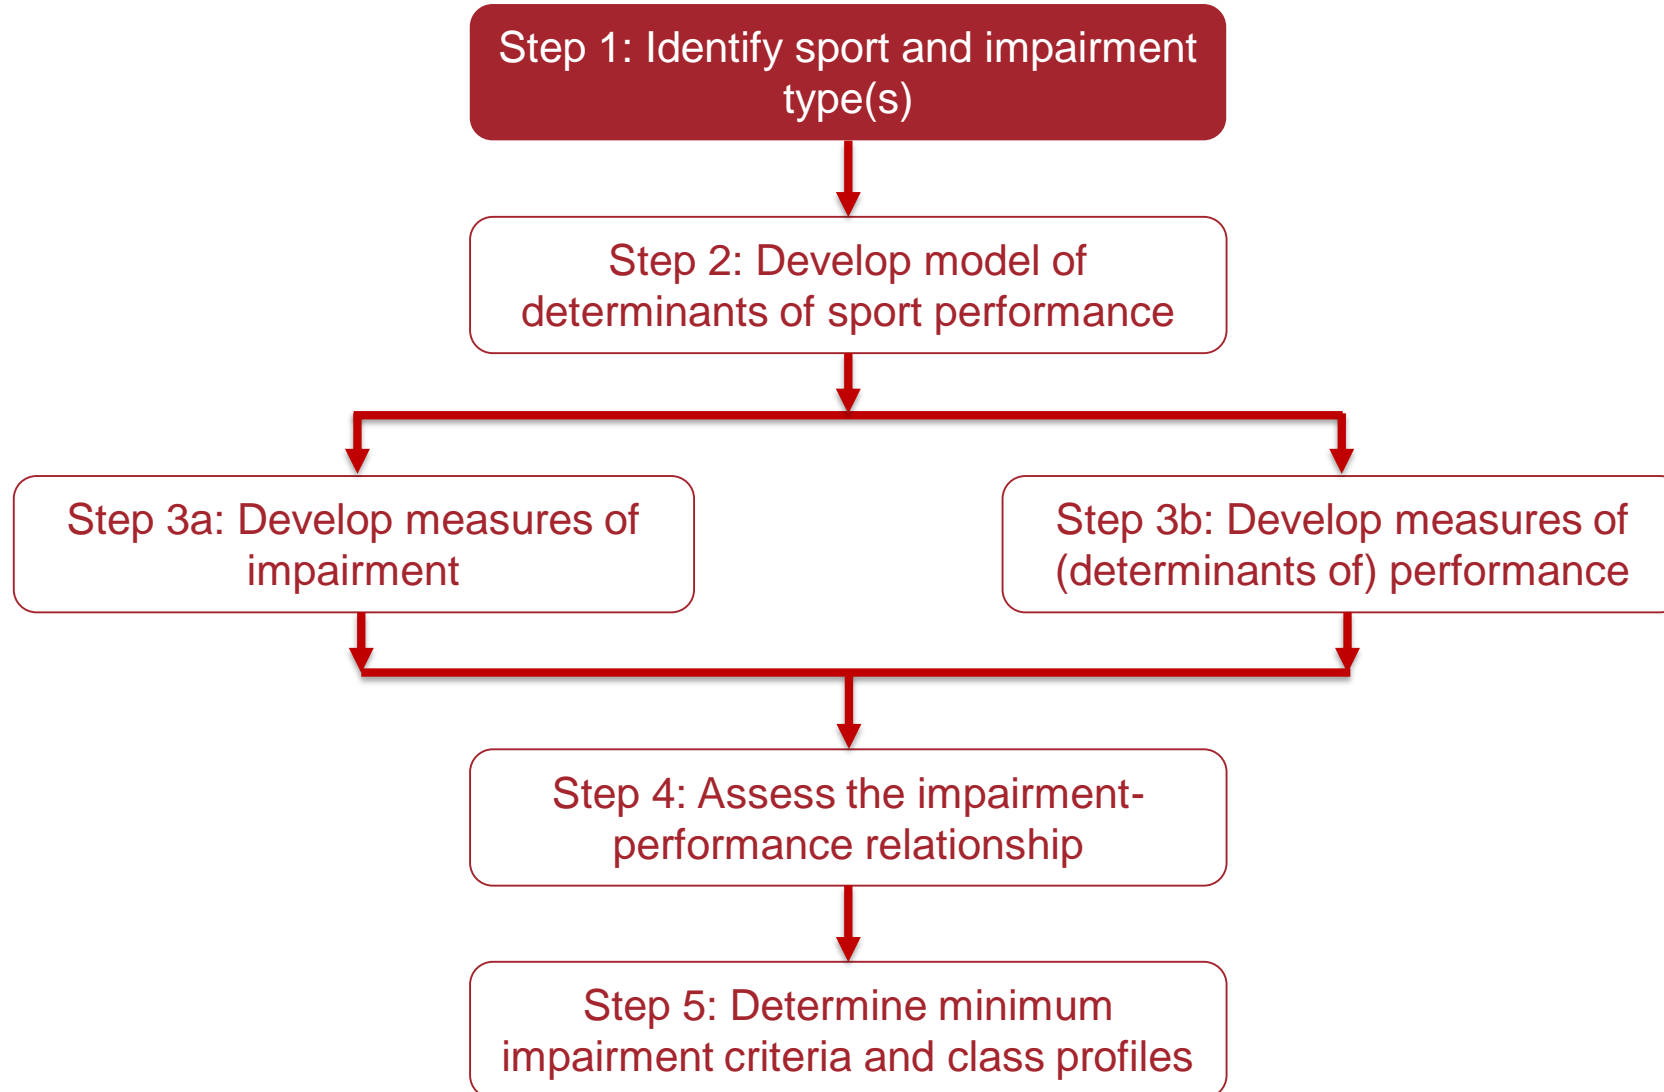 Step 1: Identify sport and impairment
type(s)
Step 2: Develop model of
determinants of sport performance
Step 3a: Develop measures of
impairment
Step 3b: Develop measures of
(determinants of) performance
Step 4: Assess the impairment-
performance relationship
Step 5: Determine minimum
impairment criteria and class profiles